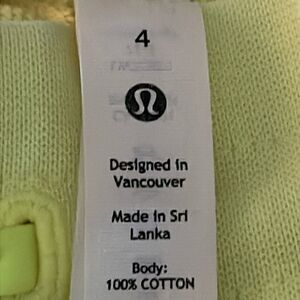 4
Designed in
Vancouver
Made in Sri
Lanka
Body:
100% COTTON